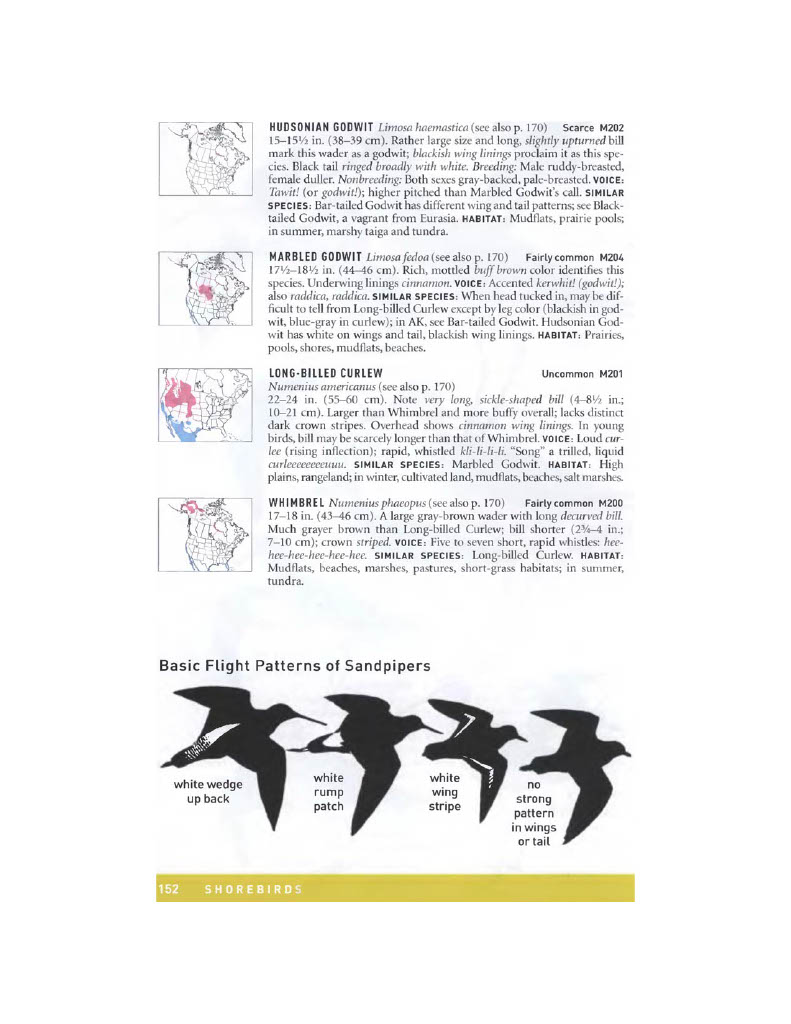 HUDSONIAN GODWIT Limosa haemastica (see also p. 170) Scarce M202
15–15½ in. (38–39 cm). Rather large size and long, slightly upturned bill
mark this wader as a godwit; blackish wing linings proclaim it as this spe-
cies. Black tail ringed broadly with white. Breeding: Male ruddy-breasted,
female duller. Nonbreeding: Both sexes gray-backed, pale-breasted. VOICE:
Tawit! (or godwit!); higher pitched than Marbled Godwit's call. SIMILAR
SPECIES: Bar-tailed Godwit has different wing and tail patterns; see Black-
tailed Godwit, a vagrant from Eurasia. HABITAT: Mudflats, prairie pools;
in summer, marshy taiga and tundra.
MARBLED GODWIT Limosa fedoa (see also p. 170) Fairly common M204
17½–18½ in. (44–46 cm). Rich, mottled buff brown color identifies this
species. Underwing linings cinnamon. VOICE: Accented kerwhit! (godwit!);
also raddica, raddica. SIMILAR SPECIES: When head tucked in, may be dif-
ficult to tell from Long-billed Curlew except by leg color (blackish in god-
wit, blue-gray in curlew); in AK, see Bar-tailed Godwit. Hudsonian God-
wit has white on wings and tail, blackish wing linings. HABITAT: Prairies,
pools, shores, mudflats, beaches.
LONG-BILLED CURLEW Uncommon M201
Numenius americanus (see also p. 170)
22–24 in. (55–60 cm). Note very long, sickle-shaped bill (4–8½ in.;
10–21 cm). Larger than Whimbrel and more buffy overall; lacks distinct
dark crown stripes. Overhead shows cinnamon wing linings. In young
birds, bill may be scarcely longer than that of Whimbrel. VOICE: Loud cur-
lee (rising inflection); rapid, whistled kli-li-li-li. "Song" a trilled, liquid
curleeeeeeeeuuu. SIMILAR SPECIES: Marbled Godwit. HABITAT: High
plains, rangeland; in winter, cultivated land, mudflats, beaches, salt marshes.
WHIMBREL Numenius phaeopus (see also p. 170) Fairly common M200
17–18 in. (43–46 cm). A large gray-brown wader with long decurved bill.
Much grayer brown than Long-billed Curlew; bill shorter (2¾–4 in.;
7–10 cm); crown striped. VOICE: Five to seven short, rapid whistles: hee-
hee-hee-hee-hee-hee. SIMILAR SPECIES: Long-billed Curlew. HABITAT:
Mudflats, beaches, marshes, pastures, short-grass habitats; in summer,
tundra.
Basic Flight Patterns of Sandpipers
white wedge
up back
white
rump
patch
white
wing
stripe
no
strong
pattern
in wings
or tail
152 SHOREBIRDS